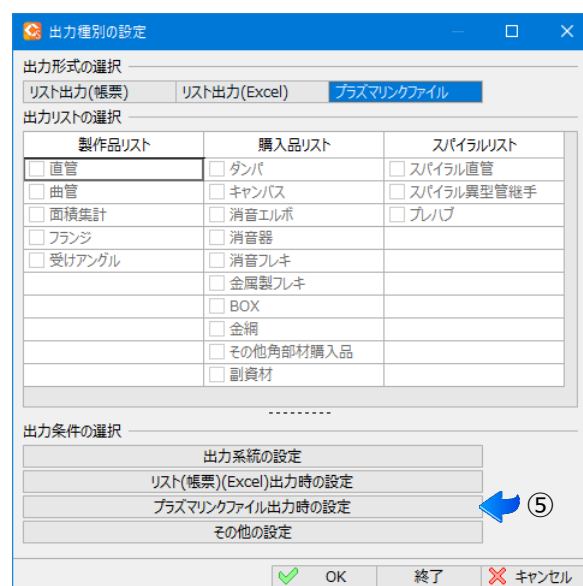 出力種別の設定
出力形式の選択
リスト出力(帳票) リスト出力(Excel) プラズマリンクファイル
出力リストの選択
製作品リスト 購入品リスト スパイラルリスト
直管 ダンパ スパイラル直管
曲管 キャンバス スパイラル異型管継手
面積集計 消音エルボ プレハブ
フランジ 消音器
受けアングル 消音フレキ
金属製フレキ
BOX
金網
その他角部材購入品
副資材
出力条件の選択
出力系統の設定
リスト(帳票)(Excel)出力時の設定
プラズマリンクファイル出力時の設定 ⑤
その他の設定
OK 終了 キャンセル